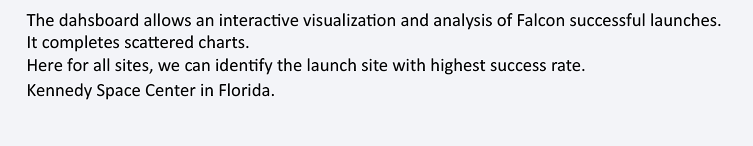 The dahsboard allows an interactive visualization and analysis of Falcon successful launches.
It completes scattered charts.
Here for all sites, we can identify the launch site with highest success rate.
Kennedy Space Center in Florida.